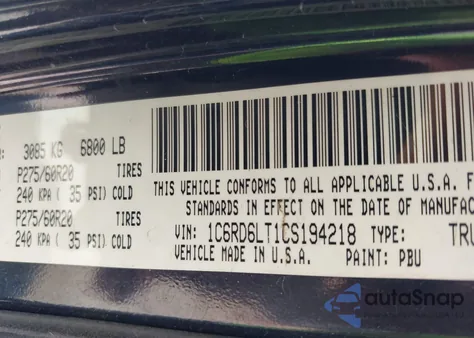 3085 KG 6800 LB
P275/60R20 TIRES
240 KPA ( 35 PSI) COLD
P275/60R20 TIRES
240 KPA ( 35 PSI) COLD
THIS VEHICLE CONFORMS TO ALL APPLICABLE U.S.A.
STANDARDS IN EFFECT ON THE DATE OF
VIN: 1C6RD6LT1CS194218 TYPE:
VEHICLE MADE IN U.S.A. PAINT: PBU
autoSnap